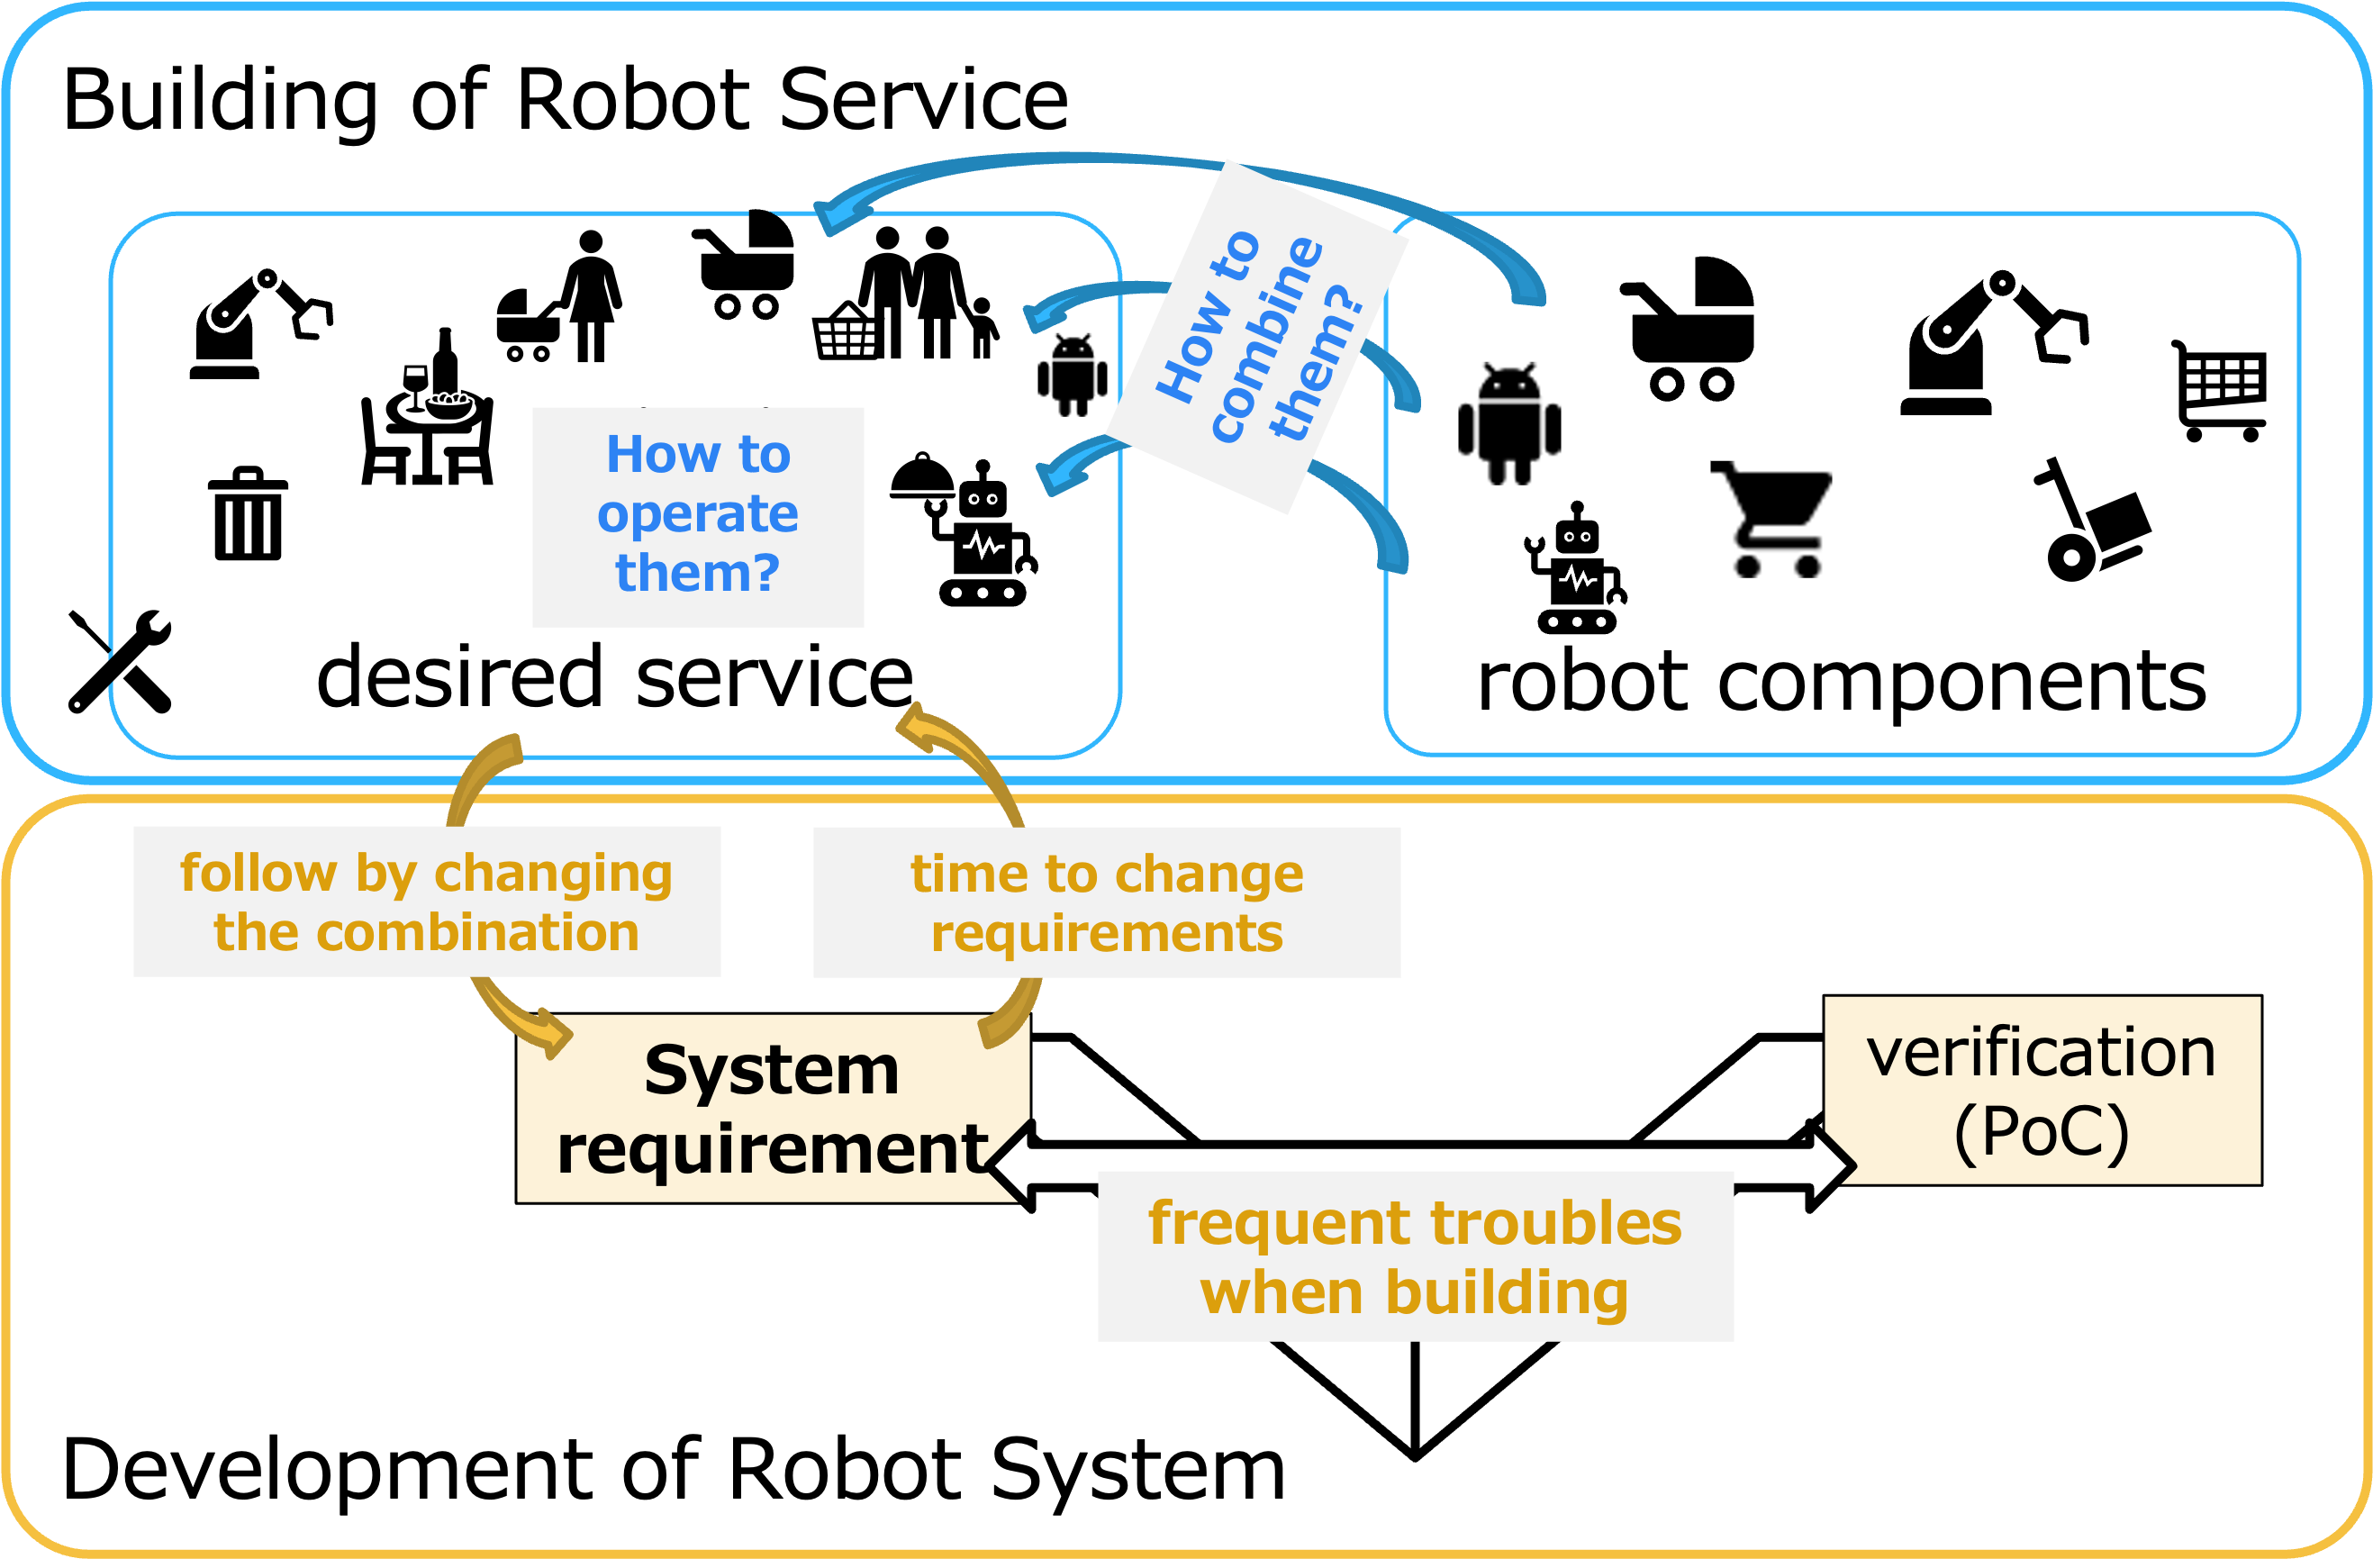 Building of Robot Service
How to
combine
them?
How to
operate
them?
desired service
robot components
follow by changing
the combination
time to change
requirements
System
requirement
verification
(PoC)
frequent troubles
when building
Development of Robot System